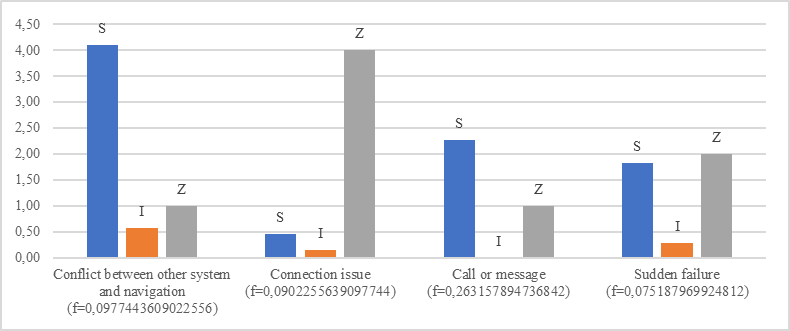 4,50
4,00
3,50
3,00
2,50
2,00
1,50
1,00
0,50
0,00
S
I
Z
S
I
Z
S
I
Z
S
I
Z
Conflict between other system
and navigation
(f=0,0977443609022556)
Connection issue
(f=0,0902255639097744)
Call or message
(f=0,263157894736842)
Sudden failure
(f=0,075187969924812)